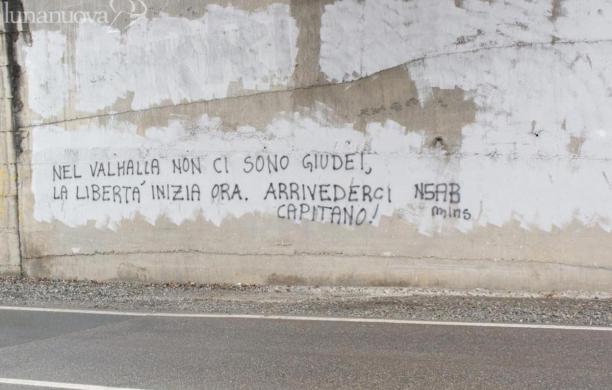 lunanuova
NEL VALHALLA NON CI SONO GIUDEI,
LA LIBERTA' INIZIA ORA. ARRIVEDERCI
CAPITANO!
NSAB
MLNS